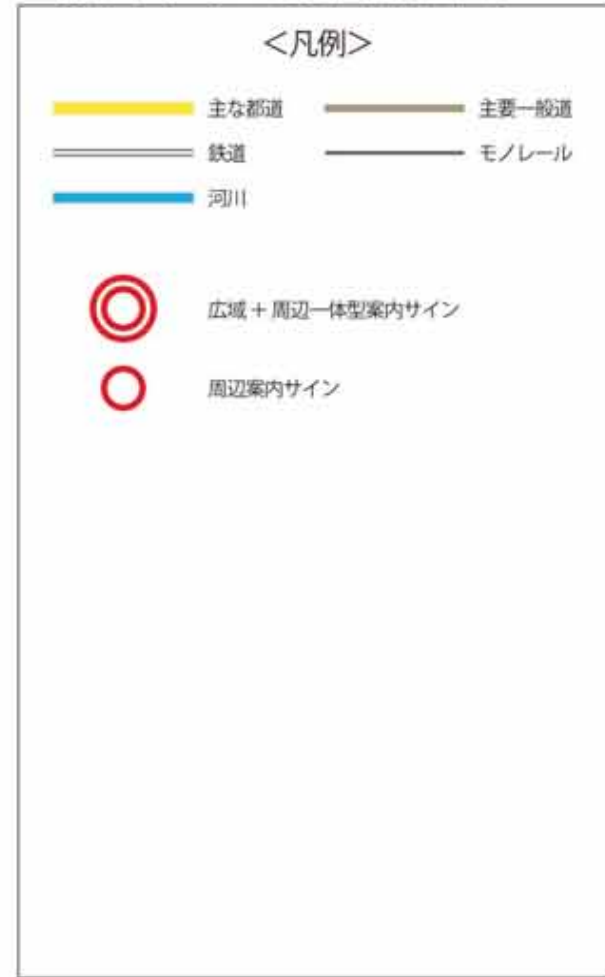 <凡例>
主な都道 主要一般道
鉄道 モノレール
河川
広域 + 周辺一体型案内サイン
周辺案内サイン